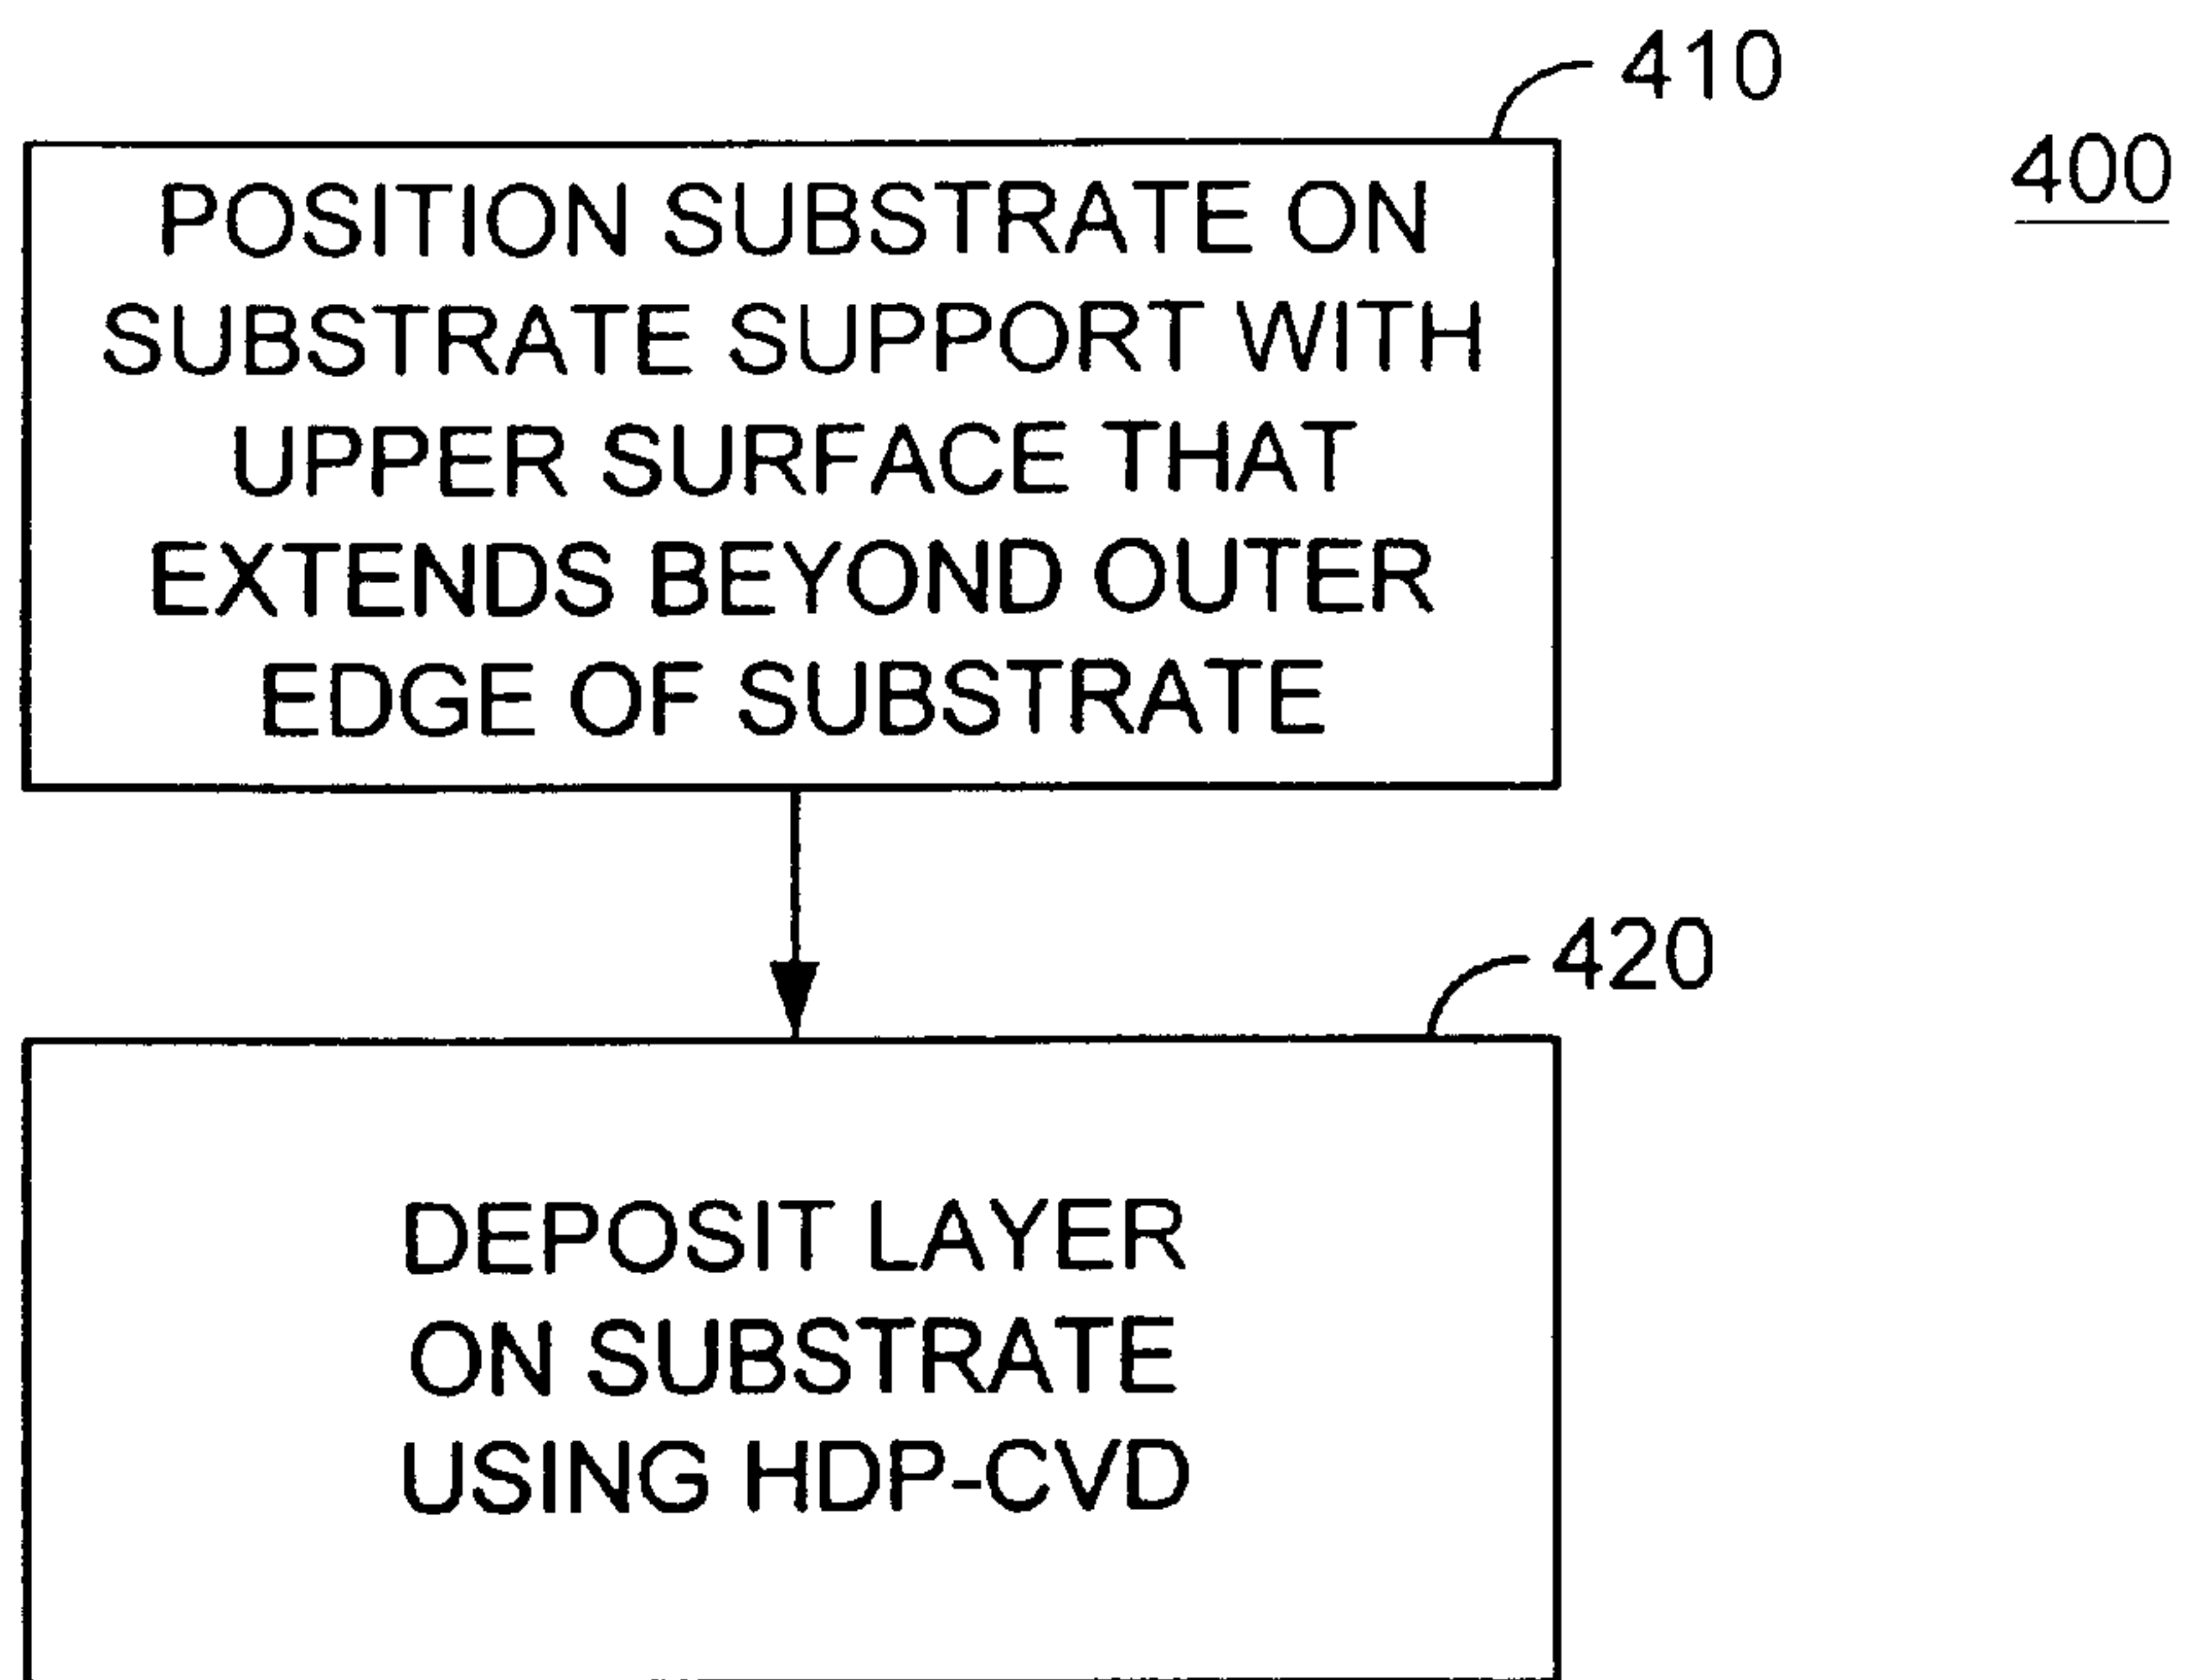 410
400
POSITION SUBSTRATE ON
SUBSTRATE SUPPORT WITH
UPPER SURFACE THAT
EXTENDS BEYOND OUTER
EDGE OF SUBSTRATE
420
DEPOSIT LAYER
ON SUBSTRATE
USING HDP-CVD